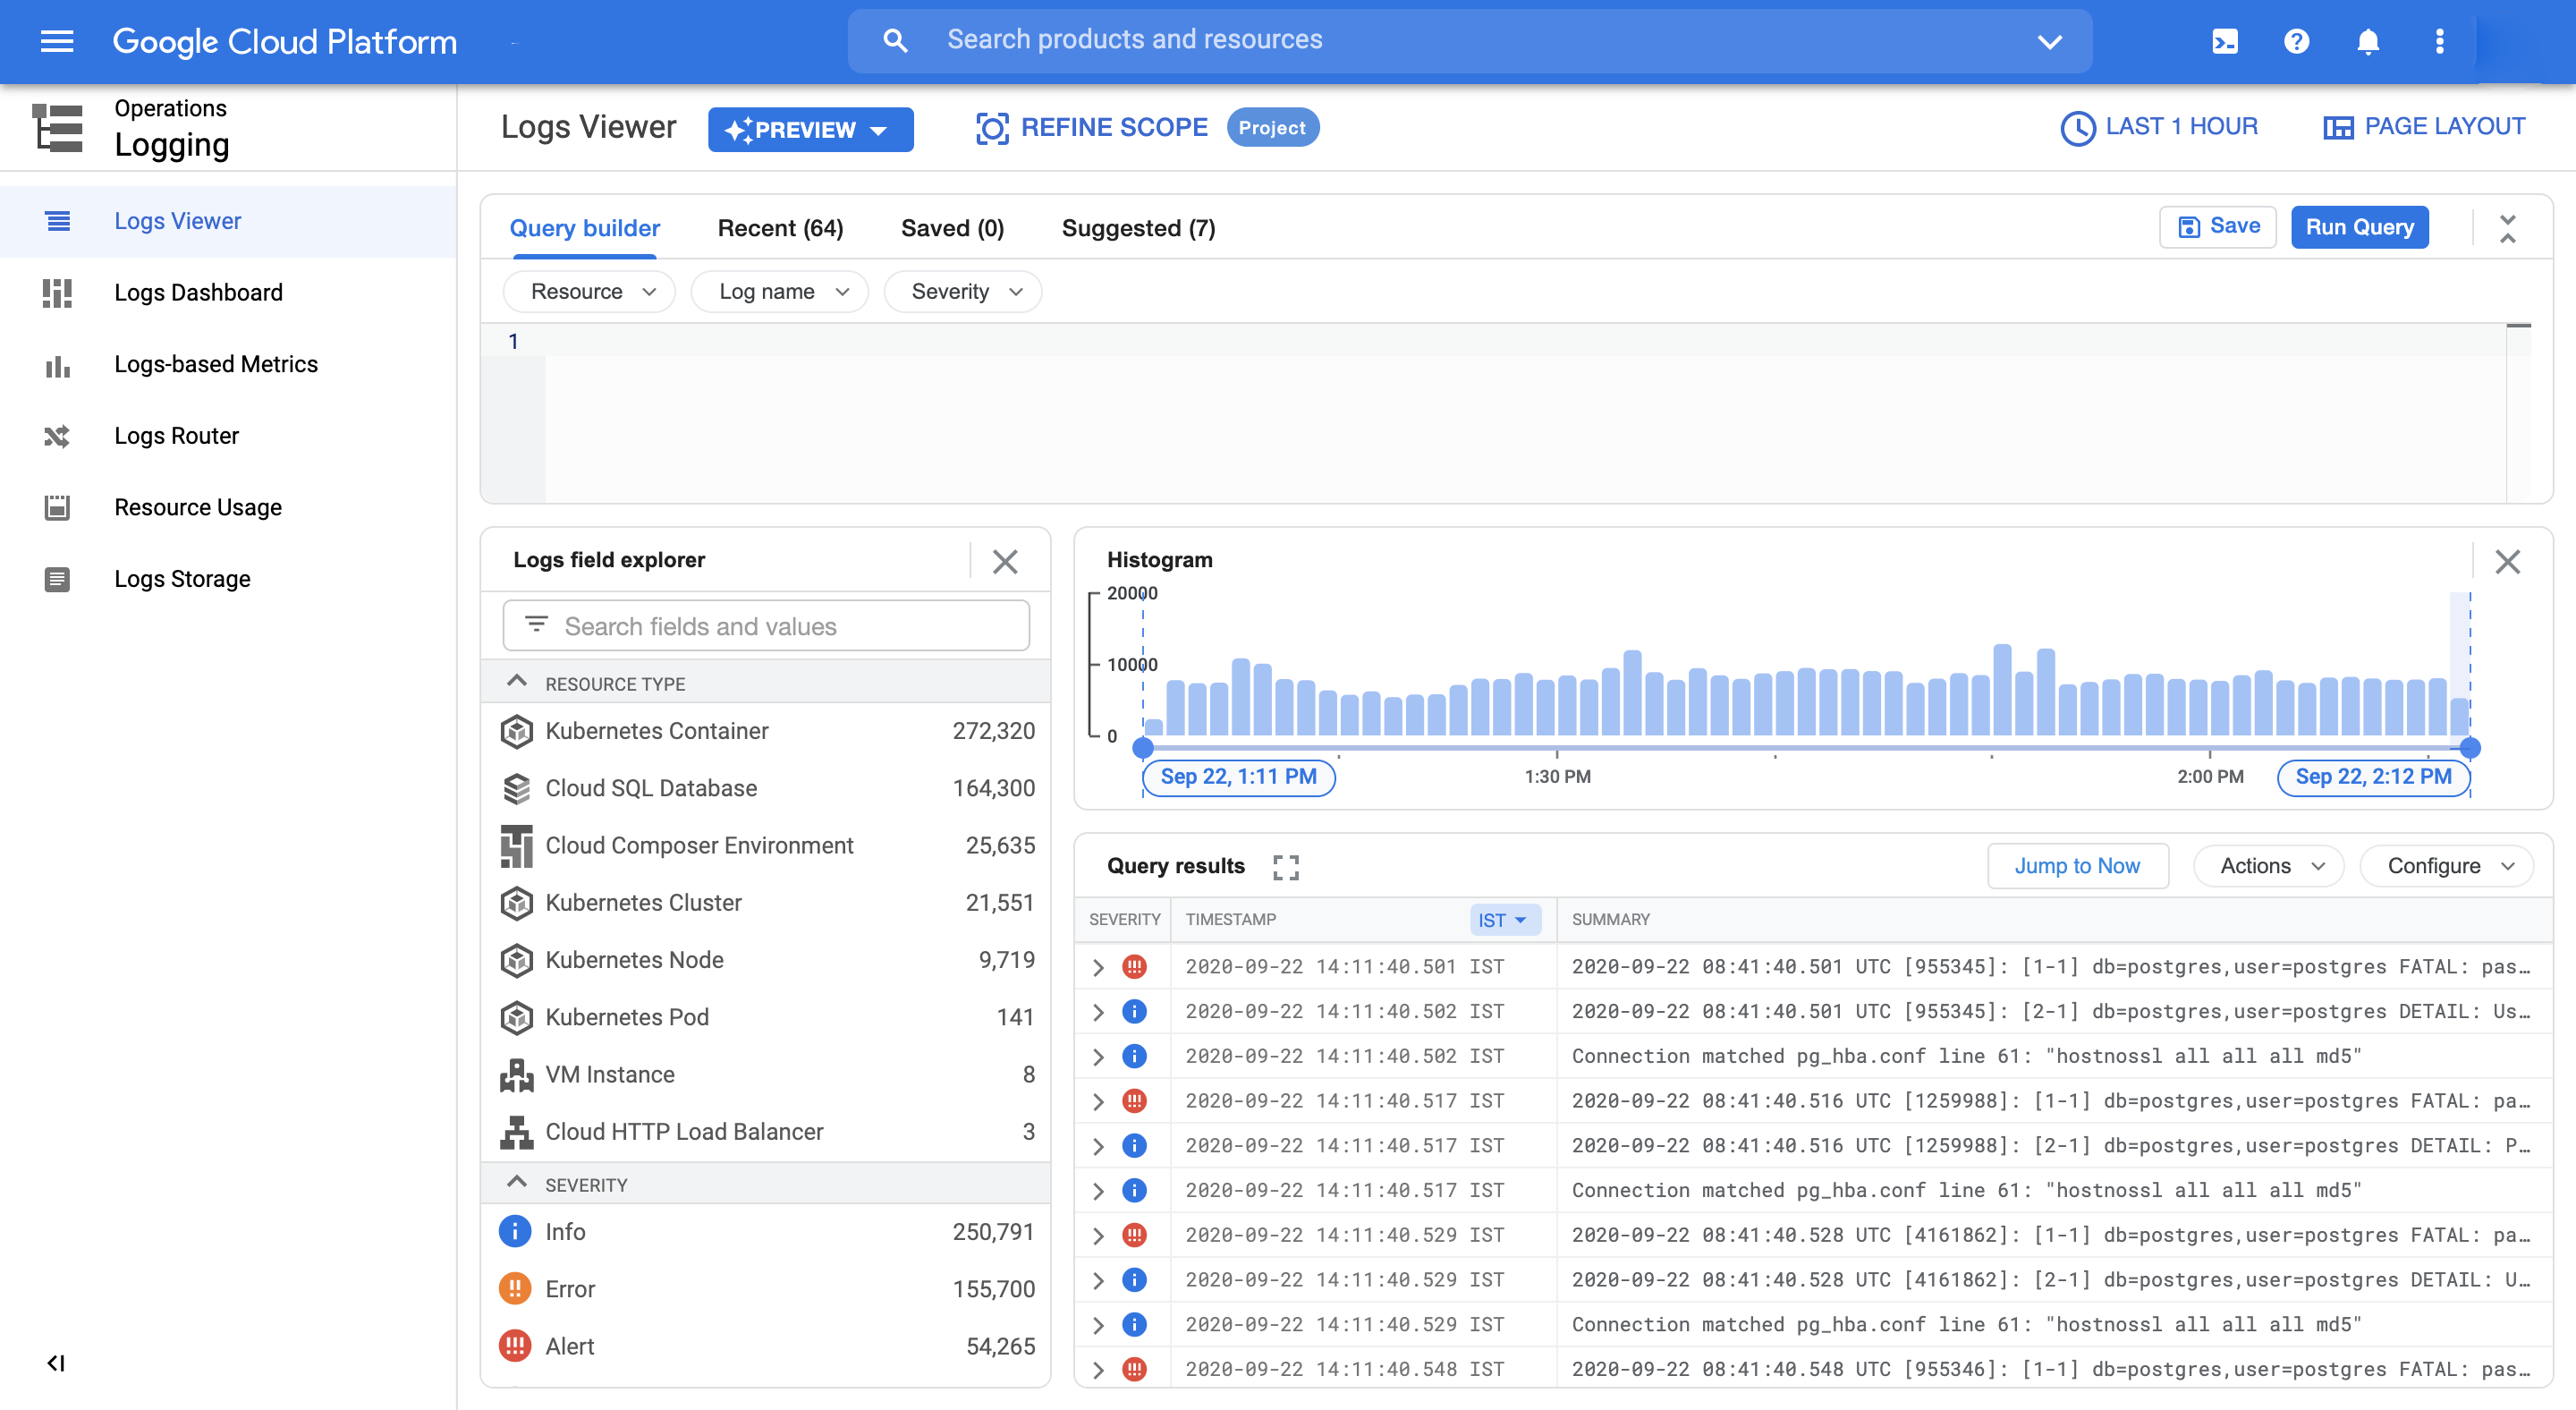 Google Cloud Platform
Search products and resources
Operations
Logging
Logs Viewer
PREVIEW
REFINE SCOPE
Project
LAST 1 HOUR
PAGE LAYOUT
Logs Viewer
Logs Dashboard
Logs-based Metrics
Logs Router
Resource Usage
Logs Storage
Query builder
Recent (64)
Saved (0)
Suggested (7)
Save
Run Query
Resource
Log name
Severity
1
Logs field explorer
Search fields and values
RESOURCE TYPE
Kubernetes Container 272,320
Cloud SQL Database 164,300
Cloud Composer Environment 25,635
Kubernetes Cluster 21,551
Kubernetes Node 9,719
Kubernetes Pod 141
VM Instance 8
Cloud HTTP Load Balancer 3
SEVERITY
Info 250,791
Error 155,700
Alert 54,265
Histogram
20000
10000
0
Sep 22, 1:11 PM
1:30 PM
2:00 PM
Sep 22, 2:12 PM
Query results
Jump to Now
Actions
Configure
SEVERITY TIMESTAMP IST SUMMARY
2020-09-22 14:11:40.501 IST 2020-09-22 08:41:40.501 UTC [955345]: [1-1] db=postgres,user=postgres FATAL: pas…
2020-09-22 14:11:40.502 IST 2020-09-22 08:41:40.501 UTC [955345]: [2-1] db=postgres,user=postgres DETAIL: Us…
2020-09-22 14:11:40.502 IST Connection matched pg_hba.conf line 61: "hostnossl all all all md5"
2020-09-22 14:11:40.517 IST 2020-09-22 08:41:40.516 UTC [1259988]: [1-1] db=postgres,user=postgres FATAL: pa…
2020-09-22 14:11:40.517 IST 2020-09-22 08:41:40.516 UTC [1259988]: [2-1] db=postgres,user=postgres DETAIL: P…
2020-09-22 14:11:40.517 IST Connection matched pg_hba.conf line 61: "hostnossl all all all md5"
2020-09-22 14:11:40.529 IST 2020-09-22 08:41:40.528 UTC [4161862]: [1-1] db=postgres,user=postgres FATAL: pa…
2020-09-22 14:11:40.529 IST 2020-09-22 08:41:40.528 UTC [4161862]: [2-1] db=postgres,user=postgres DETAIL: U…
2020-09-22 14:11:40.529 IST Connection matched pg_hba.conf line 61: "hostnossl all all all md5"
2020-09-22 14:11:40.548 IST 2020-09-22 08:41:40.548 UTC [955346]: [1-1] db=postgres,user=postgres FATAL: pas…